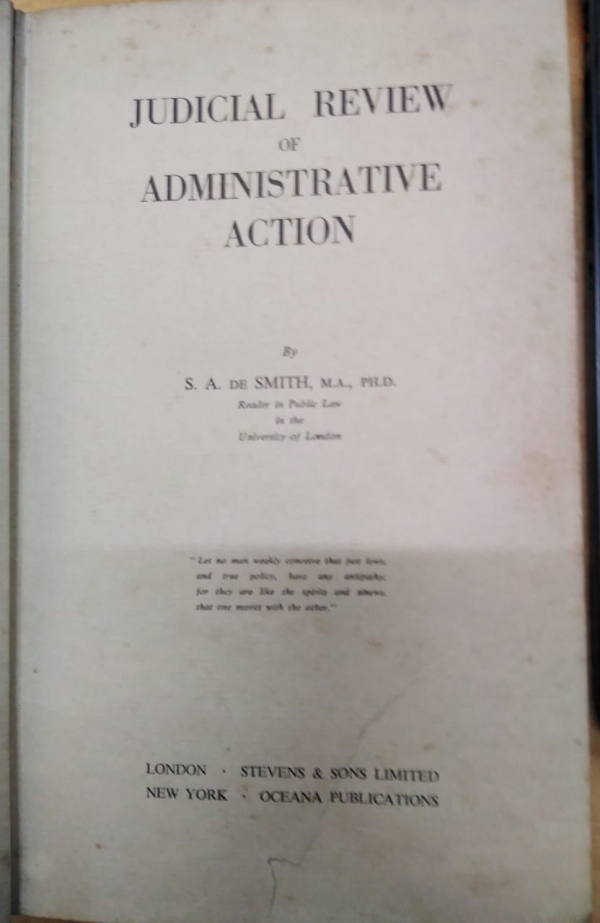 JUDICIAL REVIEW
OF
ADMINISTRATIVE
ACTION
By
S. A. DE SMITH, M.A., PH.D.
Reader in Public Law
in the
University of London
"Let no man weakly conceive that just laws,
and true policy, have any antipathy;
for they are like the spirits and sinews,
that one moves with the other."
LONDON · STEVENS & SONS LIMITED
NEW YORK · OCEANA PUBLICATIONS